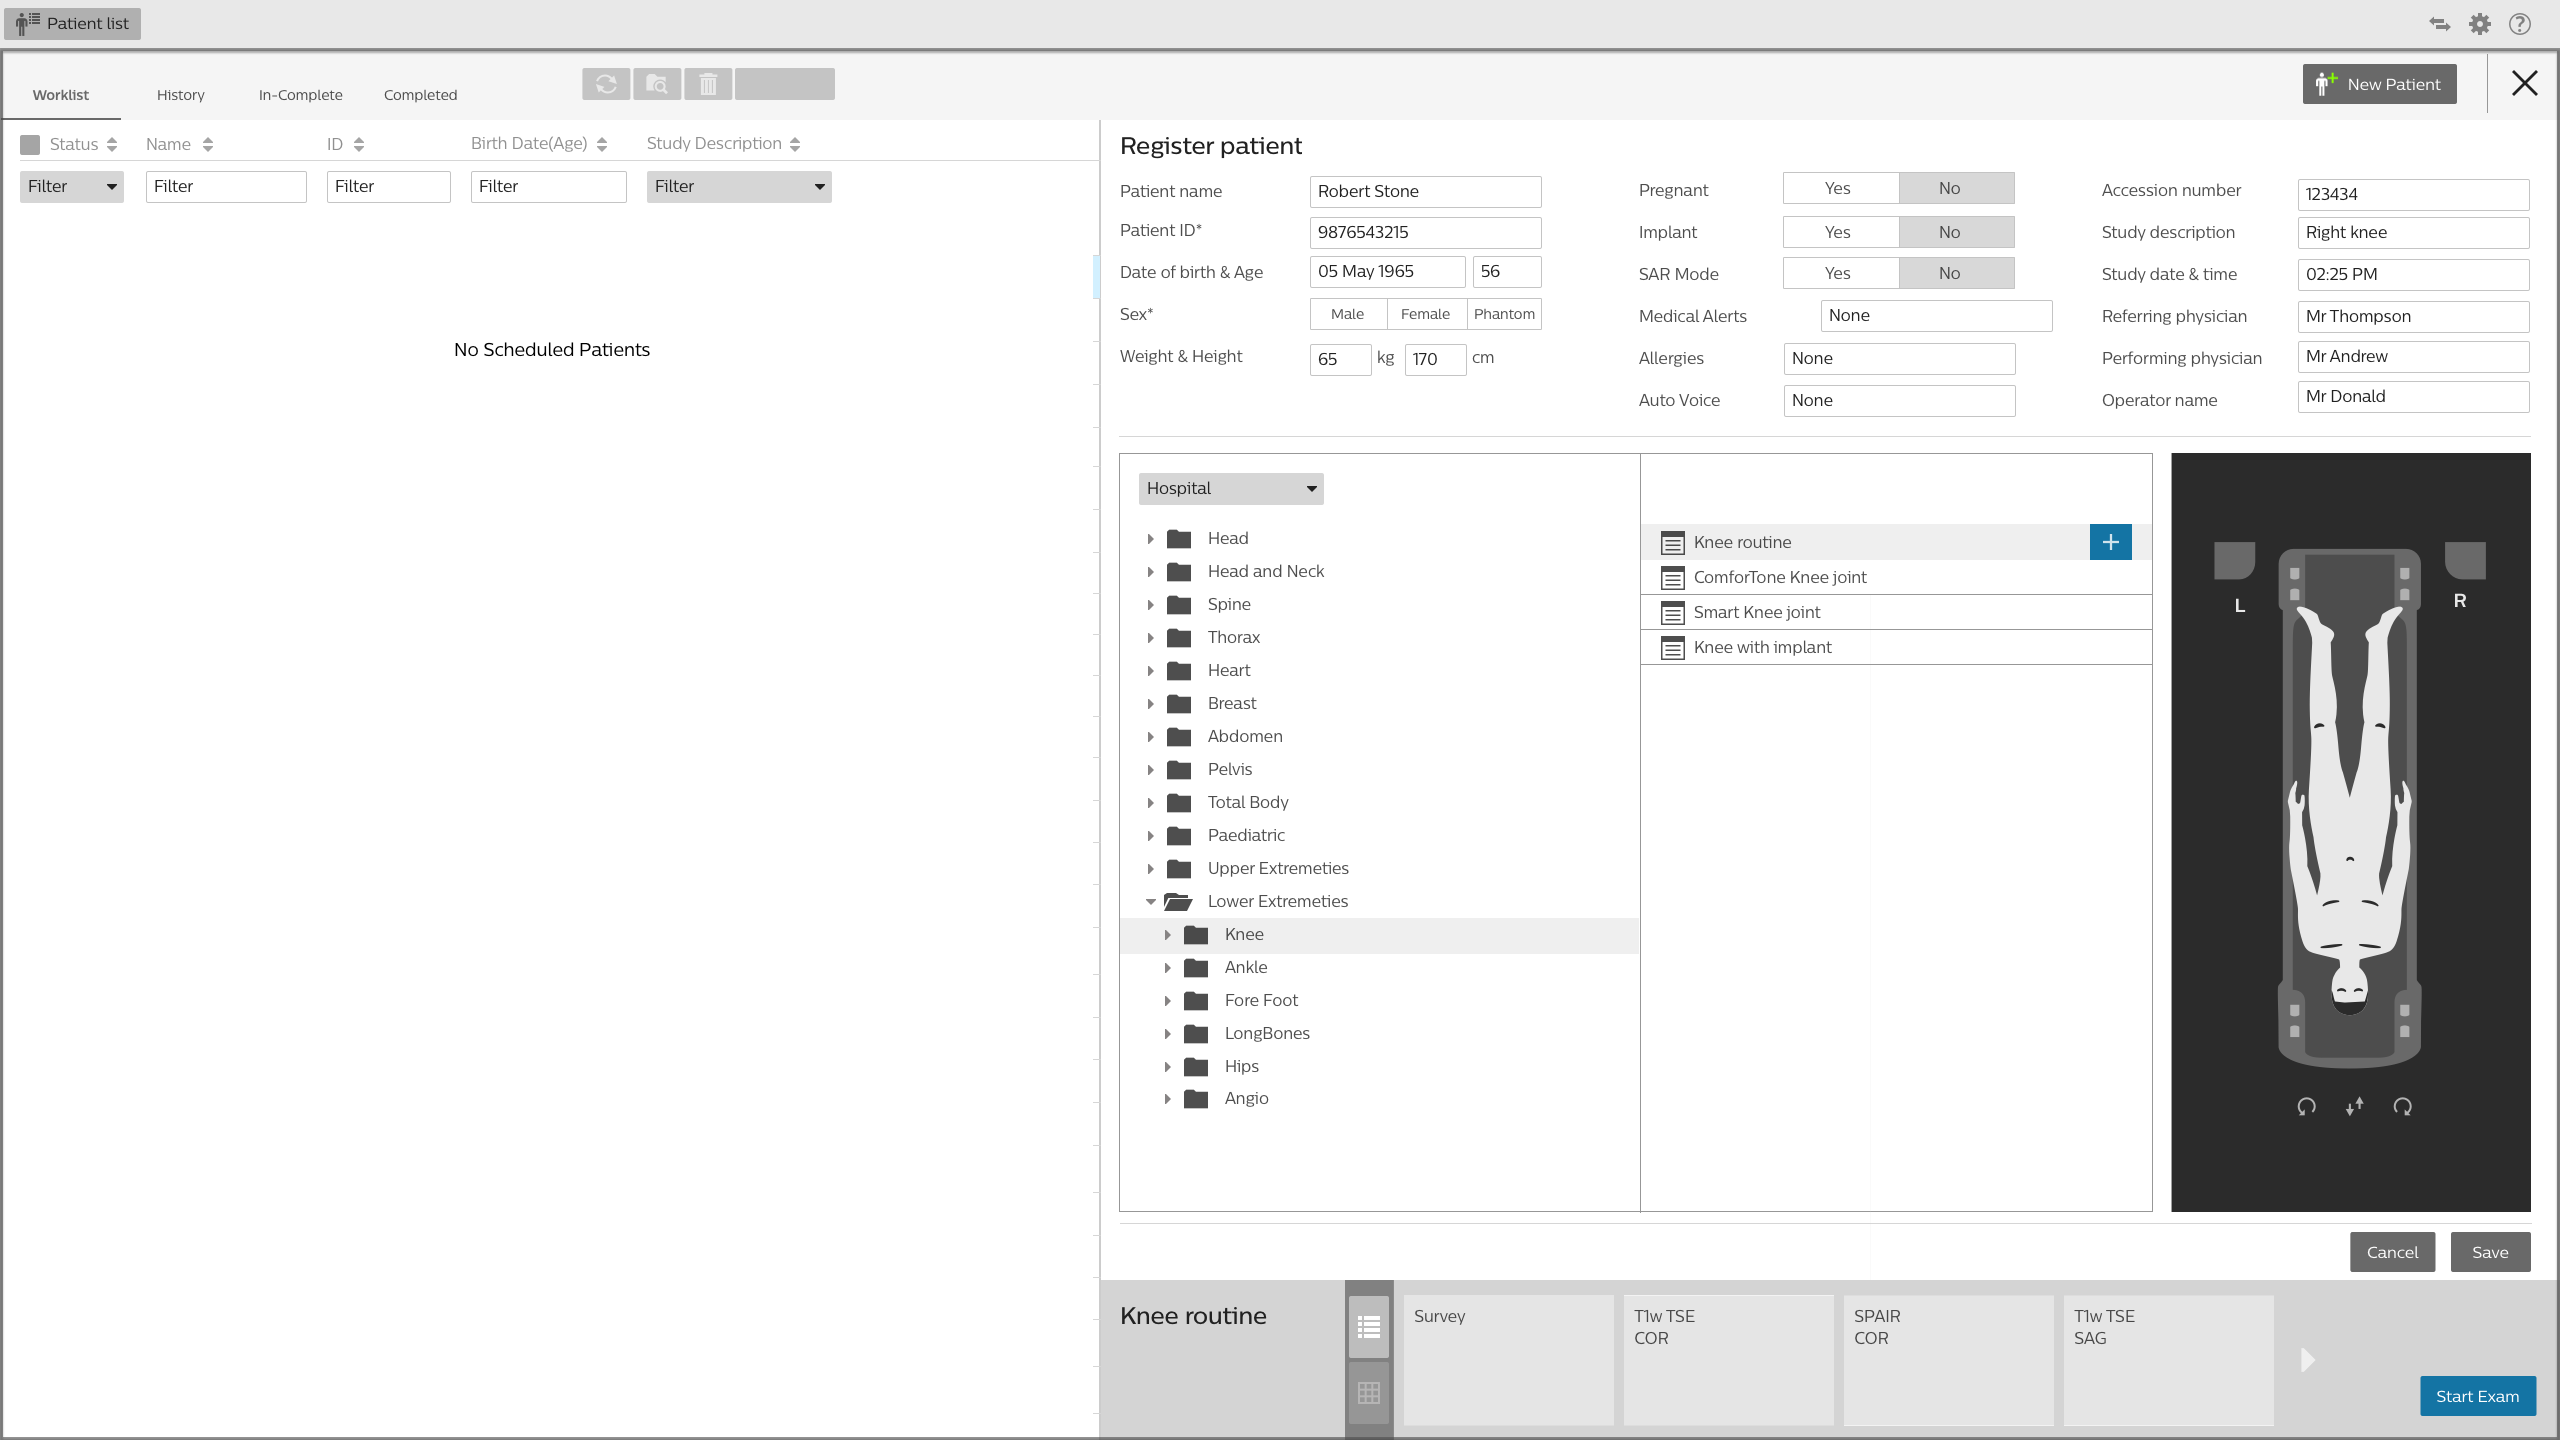 Patient list
Worklist
History
In-Complete
Completed
New Patient
Status
Name
ID
Birth Date(Age)
Study Description
Filter
Filter
Filter
Filter
Filter
No Scheduled Patients
Register patient
Patient name
Robert Stone
Patient ID*
9876543215
Date of birth & Age
05 May 1965
56
Sex*
Male
Female
Phantom
Weight & Height
65
kg
170
cm
Pregnant
Yes
No
Implant
Yes
No
SAR Mode
Yes
No
Medical Alerts
None
Allergies
None
Auto Voice
None
Accession number
123434
Study description
Right knee
Study date & time
02:25 PM
Referring physician
Mr Thompson
Performing physician
Mr Andrew
Operator name
Mr Donald
Hospital
Head
Head and Neck
Spine
Thorax
Heart
Breast
Abdomen
Pelvis
Total Body
Paediatric
Upper Extremeties
Lower Extremeties
Knee
Ankle
Fore Foot
LongBones
Hips
Angio
Knee routine
ComforTone Knee joint
Smart Knee joint
Knee with implant
L
R
Cancel
Save
Knee routine
Survey
T1w TSE
COR
SPAIR
COR
T1w TSE
SAG
Start Exam